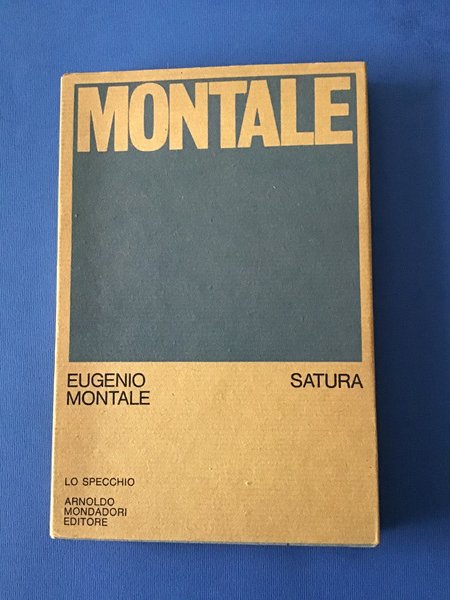 MONTALE
EUGENIO
MONTALE
SATURA
LO SPECCHIO
ARNOLDO
MONDADORI
EDITORE